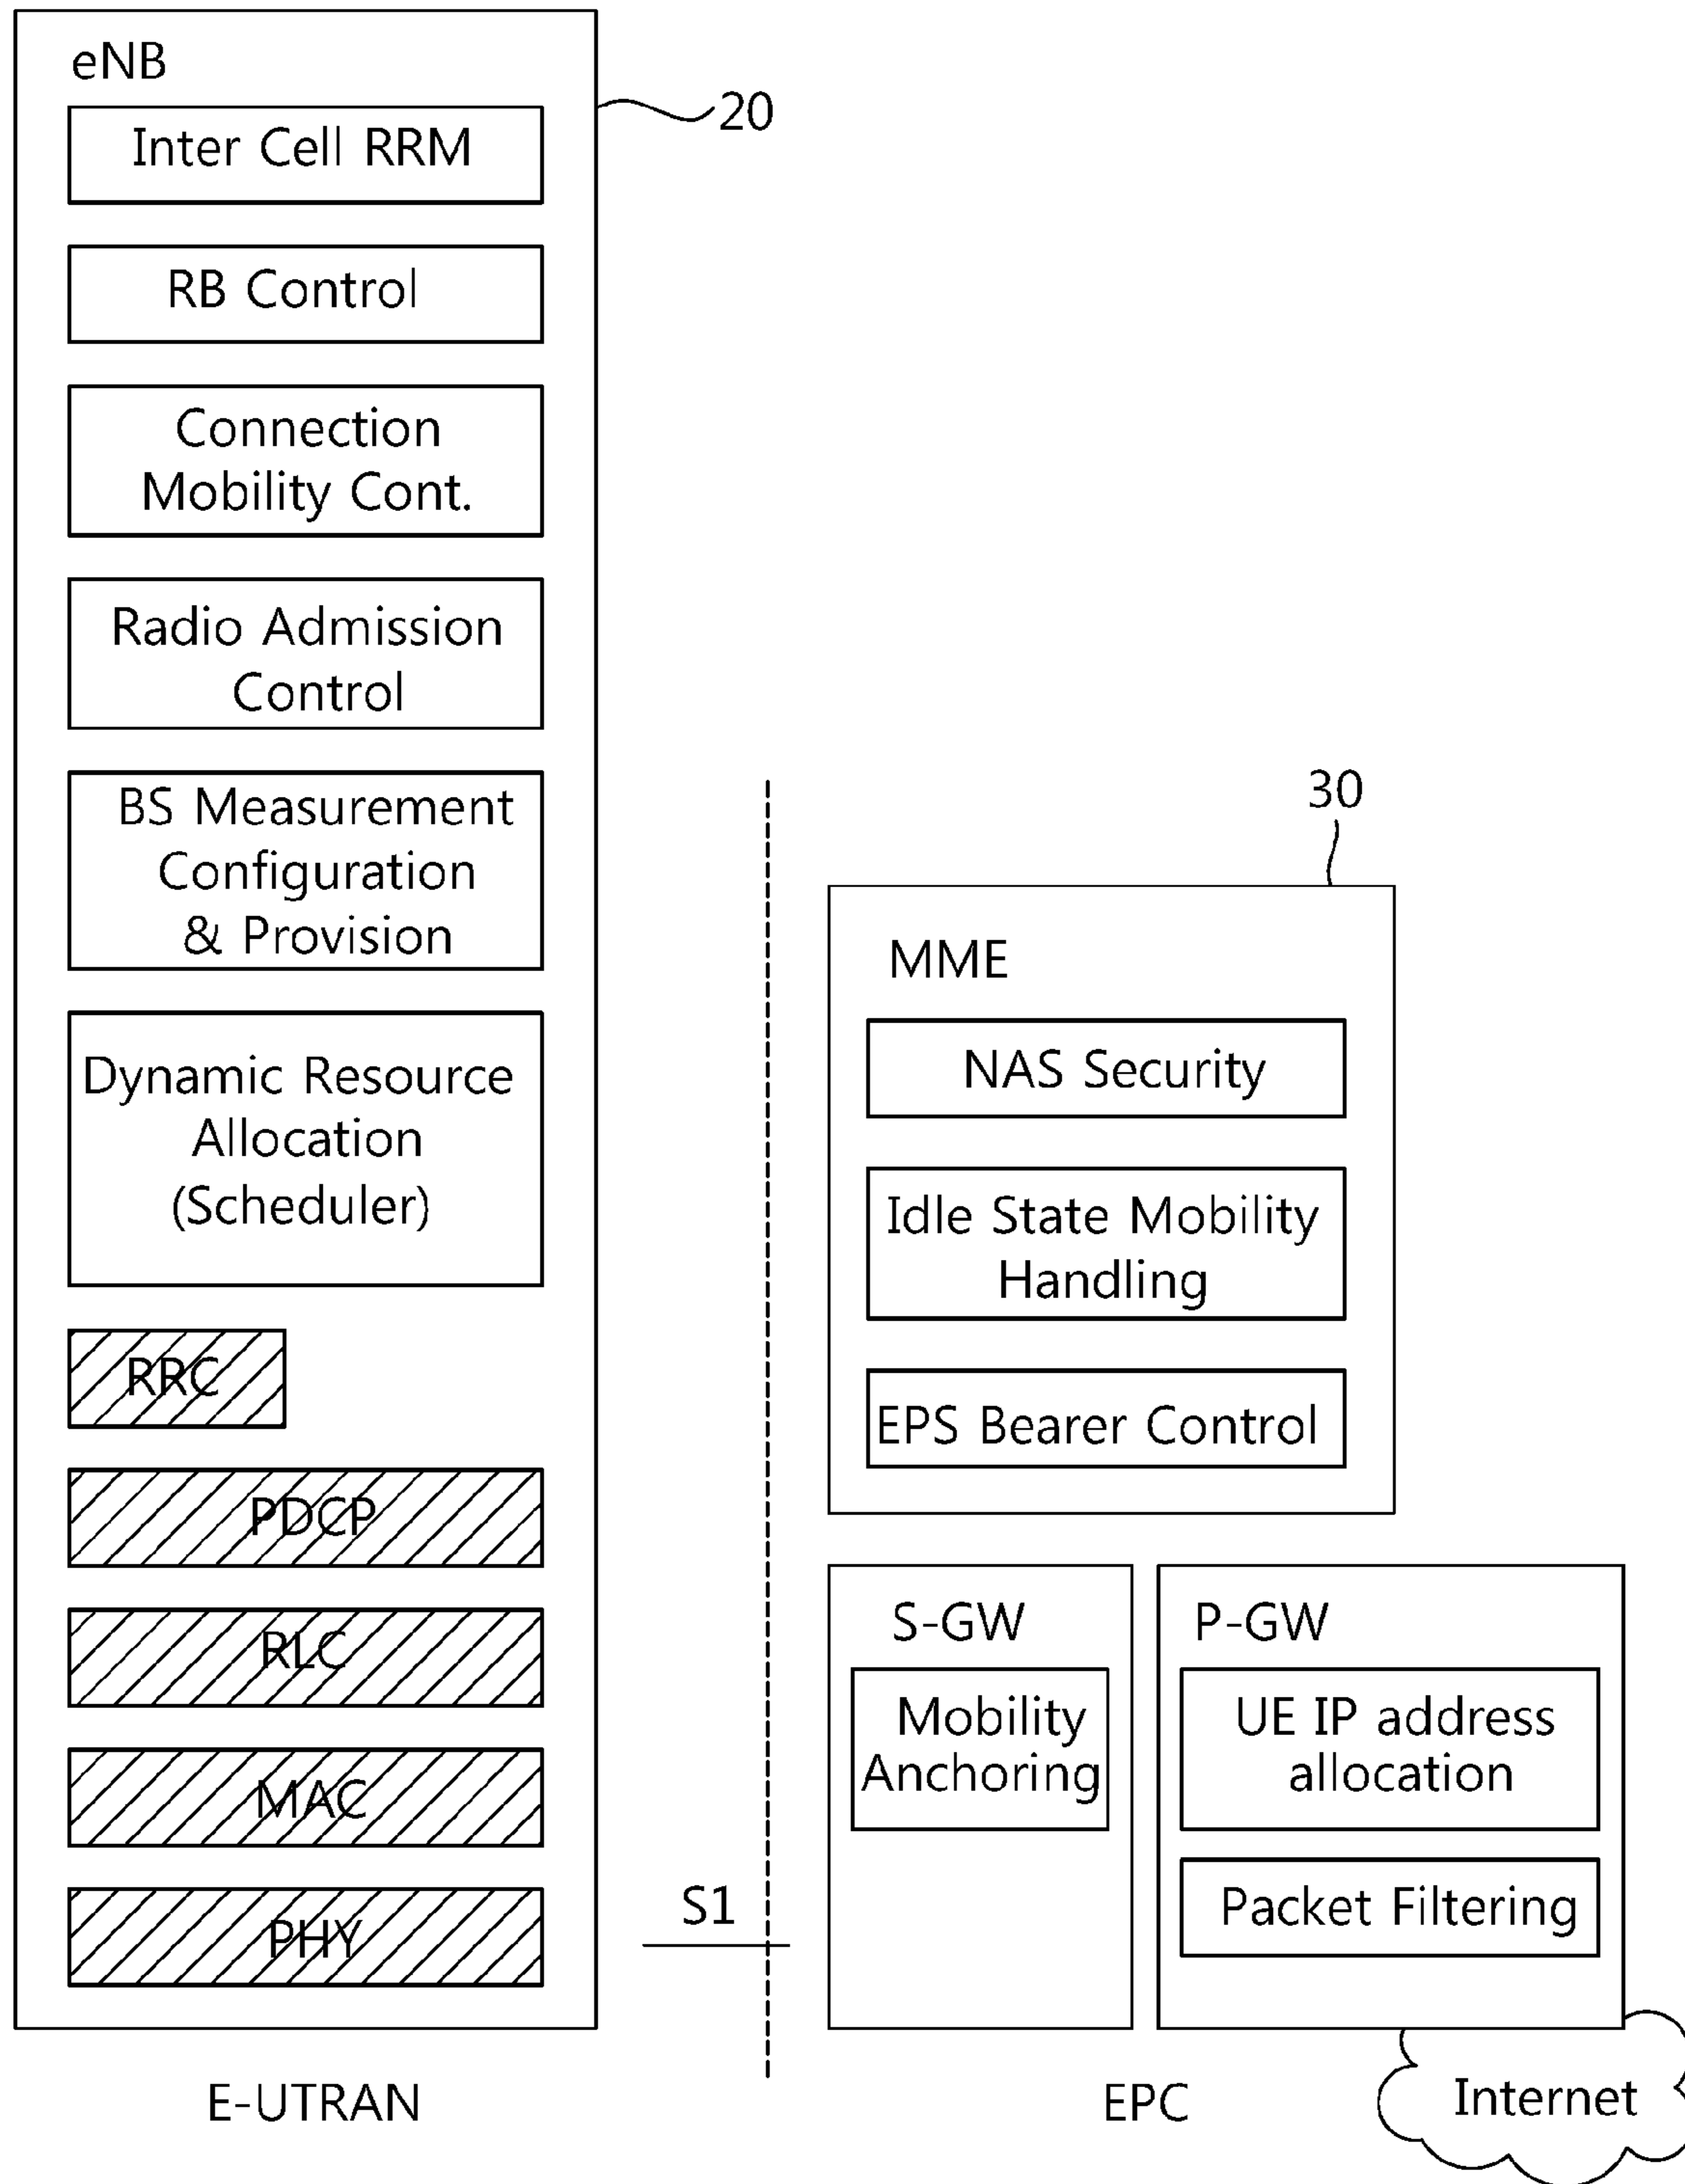 eNB
20
Inter Cell RRM
RB Control
Connection
Mobility Cont.
Radio Admission
Control
BS Measurement
Configuration
& Provision
Dynamic Resource
Allocation
(Scheduler)
RRC
PDCP
RLC
MAC
PHY
S1
E-UTRAN
30
MME
NAS Security
Idle State Mobility
Handling
EPS Bearer Control
S-GW
Mobility
Anchoring
P-GW
UE IP address
allocation
Packet Filtering
EPC
Internet